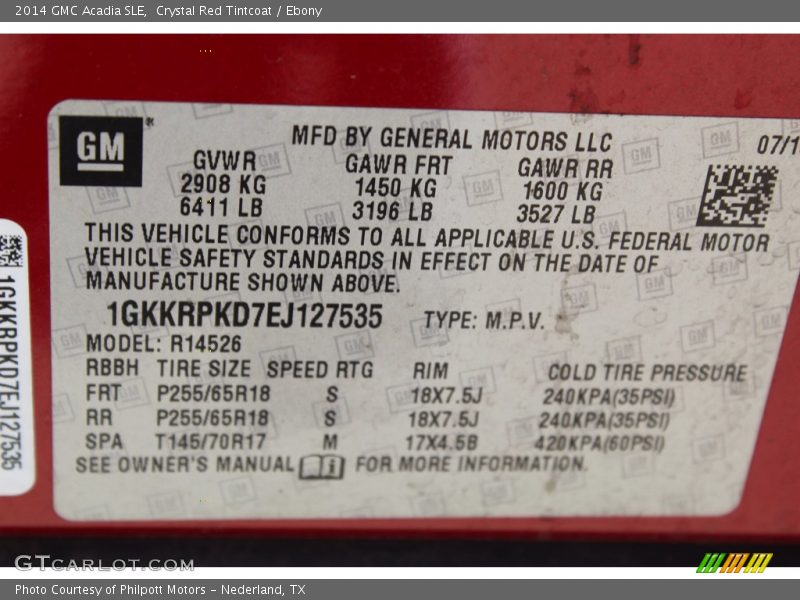 2014 GMC Acadia SLE, Crystal Red Tintcoat / Ebony
GM
MFD BY GENERAL MOTORS LLC
07/1
GVWR GAWR FRT GAWR RR
2908 KG 1450 KG 1600 KG
6411 LB 3196 LB 3527 LB
THIS VEHICLE CONFORMS TO ALL APPLICABLE U.S. FEDERAL MOTOR
VEHICLE SAFETY STANDARDS IN EFFECT ON THE DATE OF
MANUFACTURE SHOWN ABOVE.
1GKKRPKD7EJ127535 TYPE: M.P.V.
MODEL: R14526
RBBH TIRE SIZE SPEED RTG RIM COLD TIRE PRESSURE
FRT P255/65R18 S 18X7.5J 240KPA(35PSI)
RR P255/65R18 S 18X7.5J 240KPA(35PSI)
SPA T145/70R17 M 17X4.5B 420KPA(60PSI)
SEE OWNER'S MANUAL FOR MORE INFORMATION.
1GKKRPKD7EJ127535
GTCARLOT.COM
Photo Courtesy of Philpott Motors - Nederland, TX